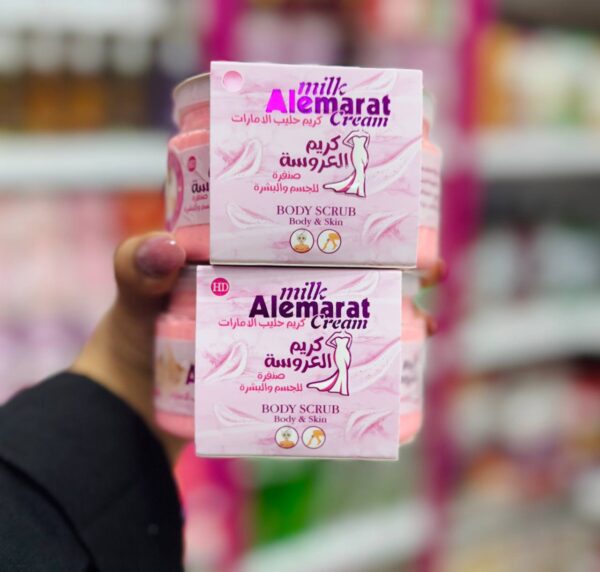 milk
Alemarat
كريم حليب الامارات
Cream
كريم
العروسة
صنفرة
للجسم والبشرة
BODY SCRUB
Body & Skin
HD
milk
Alemarat
كريم حليب الامارات
Cream
كريم
العروسة
صنفرة
للجسم والبشرة
BODY SCRUB
Body & Skin